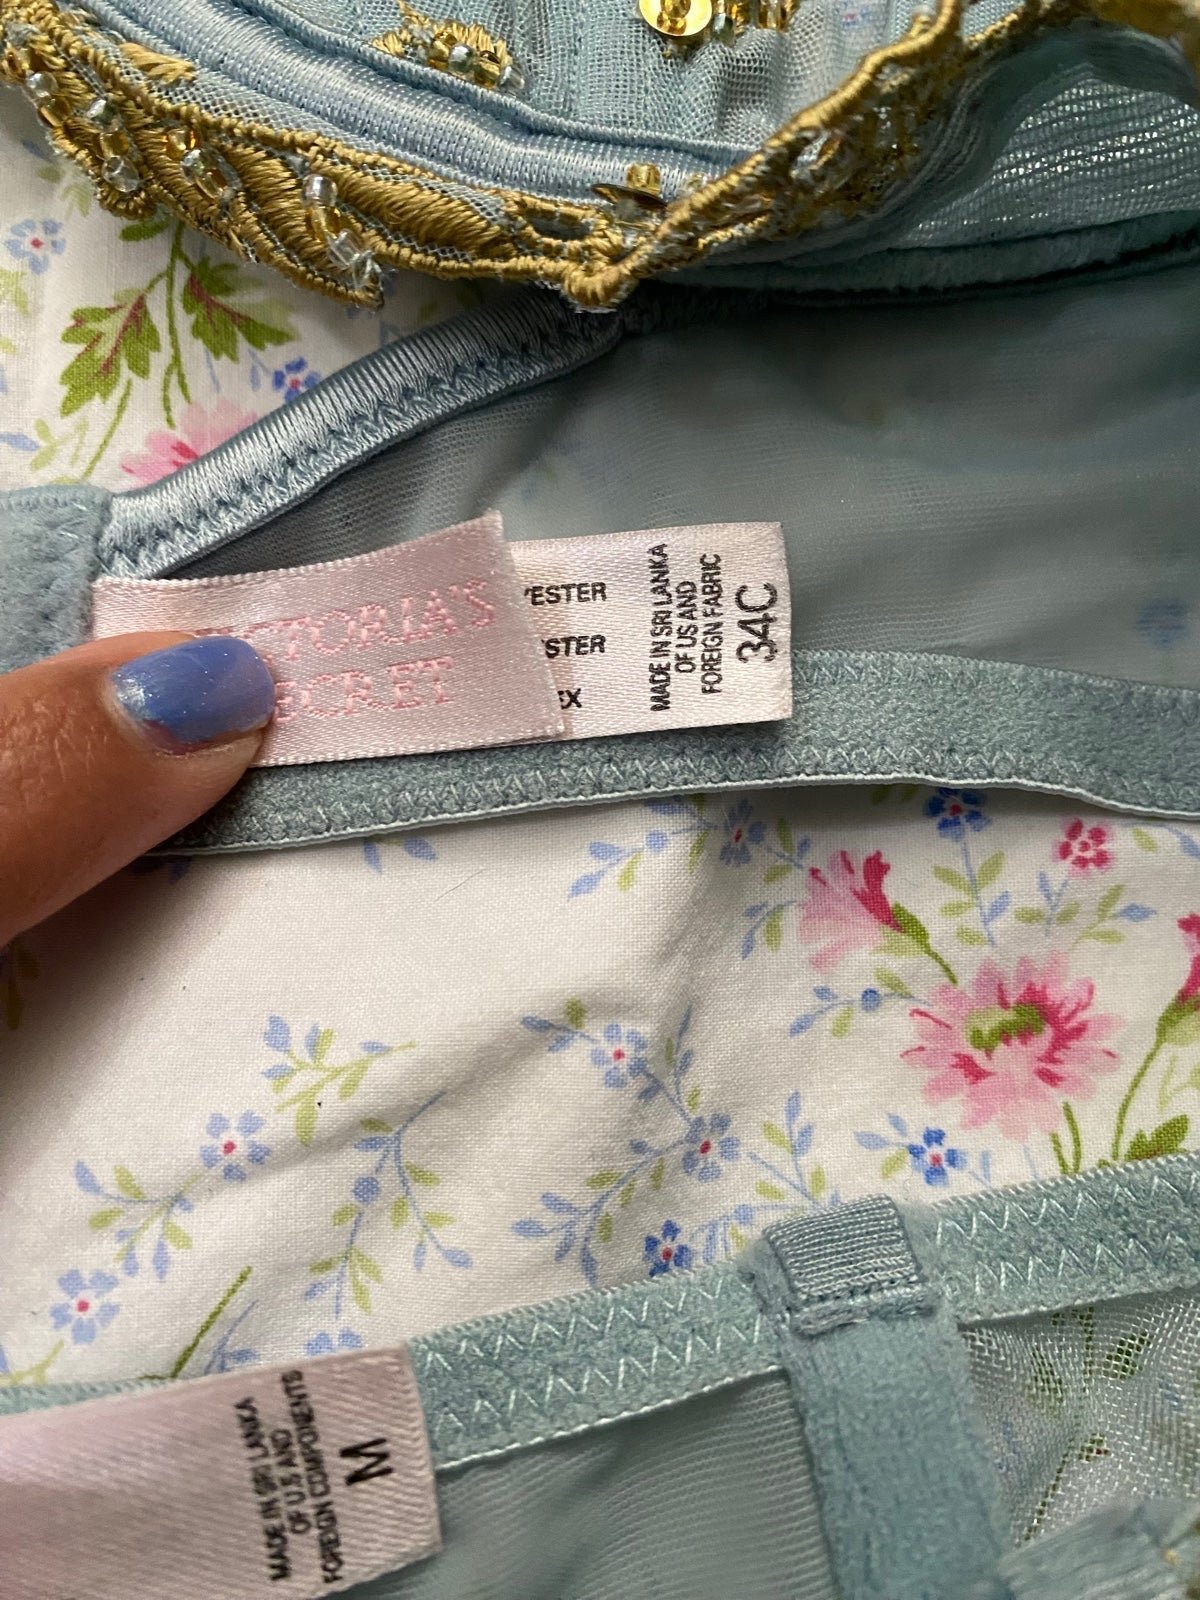 VICTORIA'S
SECRET
ESTER
STER
EX
MADE IN SRI LANKA
OF US AND
FOREIGN FABRIC
34C
MADE IN SRI LANKA
OF U.S AND
FOREIGN COMPONENTS
M